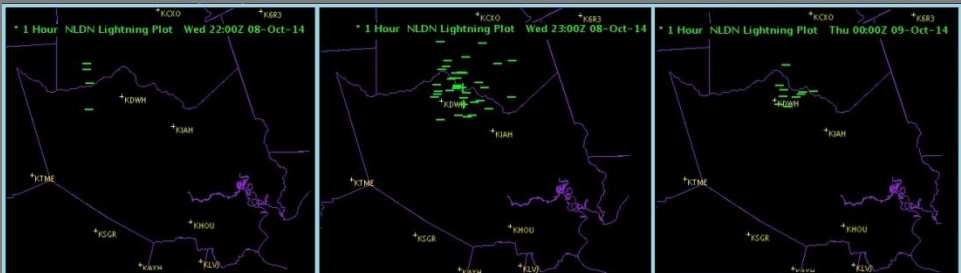 KCXO K6R3
* 1 Hour NLDN Lightning Plot Wed 22:00Z 08-Oct-14
KDWH
KIAH
KTME
KHOU
KSGR
KLVJ
KCXO K6R3
* 1 Hour NLDN Lightning Plot Wed 23:00Z 08-Oct-14
KDWH
KIAH
KTME
KHOU
KSGR
KLVJ
KCXO K6R3
* 1 Hour NLDN Lightning Plot Thu 00:00Z 09-Oct-14
KDWH
KIAH
KTME
KHOU
KSGR
KLVJ